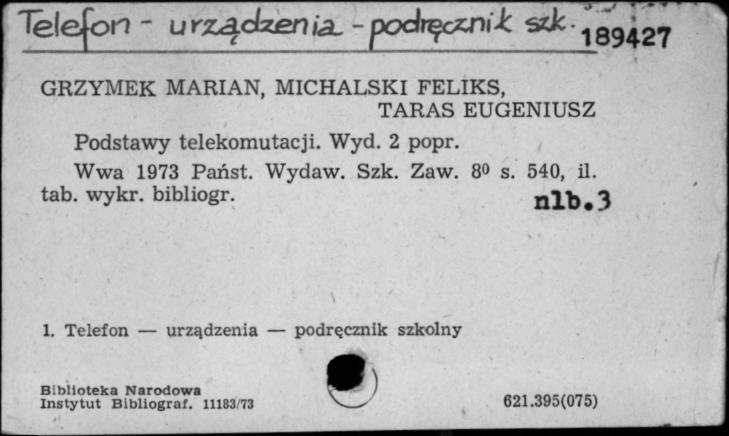 Telefon - urządzenia - podręcznik szk.
189427
GRZYMEK MARIAN, MICHALSKI FELIKS,
TARAS EUGENIUSZ
Podstawy telekomutacji. Wyd. 2 popr.
Wwa 1973 Państ. Wydaw. Szk. Zaw. 8⁰ s. 540, il.
tab. wykr. bibliogr.
nlb.3
1. Telefon — urządzenia — podręcznik szkolny
Biblioteka Narodowa
Instytut Bibliograf. 11183/73
621.395(075)